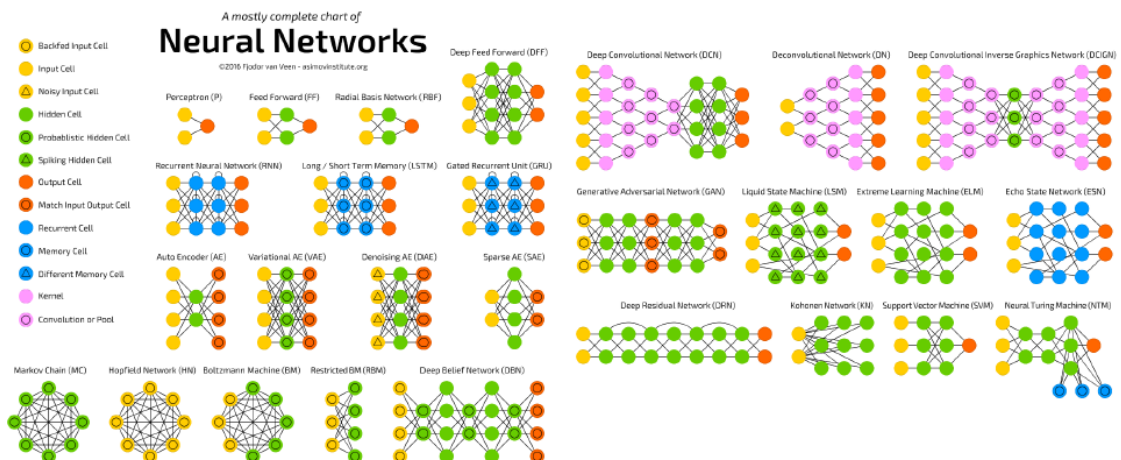 A mostly complete chart of
Neural Networks
©2016 Fjodor van Veen - asimovinstitute.org
Backfed Input Cell
Input Cell
Noisy Input Cell
Hidden Cell
Probablistic Hidden Cell
Spiking Hidden Cell
Output Cell
Match Input Output Cell
Recurrent Cell
Memory Cell
Different Memory Cell
Kernel
Convolution or Pool
Deep Feed Forward (DFF)
Perceptron (P)
Feed Forward (FF)
Radial Basis Network (RBF)
Recurrent Neural Network (RNN)
Long / Short Term Memory (LSTM)
Gated Recurrent Unit (GRU)
Auto Encoder (AE)
Variational AE (VAE)
Denoising AE (DAE)
Sparse AE (SAE)
Markov Chain (MC)
Hopfield Network (HN)
Boltzmann Machine (BM)
Restricted BM (RBM)
Deep Belief Network (DBN)
Deep Convolutional Network (DCN)
Deconvolutional Network (DN)
Deep Convolutional Inverse Graphics Network (DCIGN)
Generative Adversarial Network (GAN)
Liquid State Machine (LSM)
Extreme Learning Machine (ELM)
Echo State Network (ESN)
Deep Residual Network (DRN)
Kohonen Network (KN)
Support Vector Machine (SVM)
Neural Turing Machine (NTM)